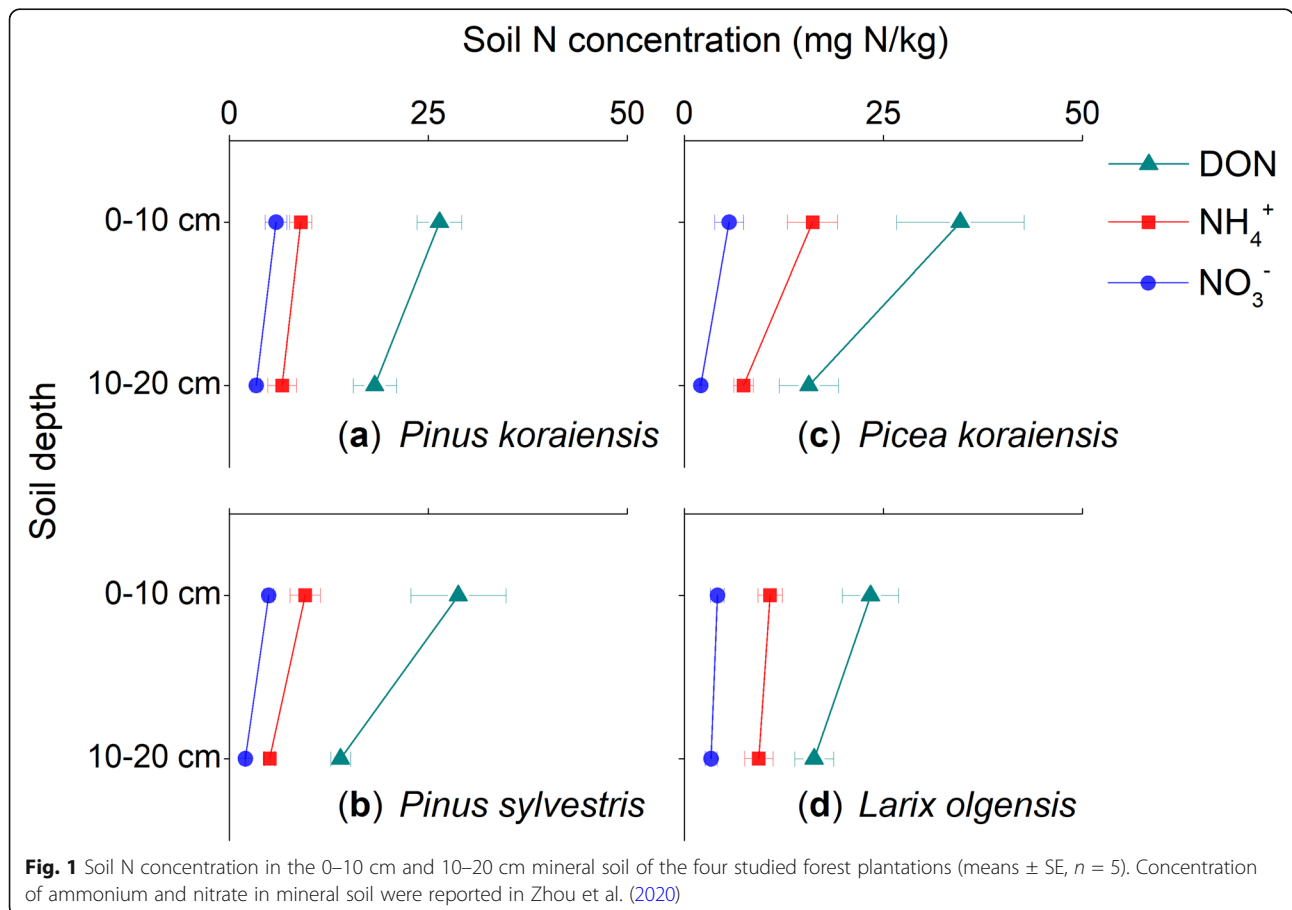 Soil N concentration (mg N/kg)
0 25 50 0 25 50
DON
NH₄⁺
NO₃⁻
Soil depth
0-10 cm
10-20 cm
(a) Pinus koraiensis
(c) Picea koraiensis
0-10 cm
10-20 cm
(b) Pinus sylvestris
(d) Larix olgensis
Fig. 1 Soil N concentration in the 0–10 cm and 10–20 cm mineral soil of the four studied forest plantations (means ± SE, n = 5). Concentration
of ammonium and nitrate in mineral soil were reported in Zhou et al. (2020)